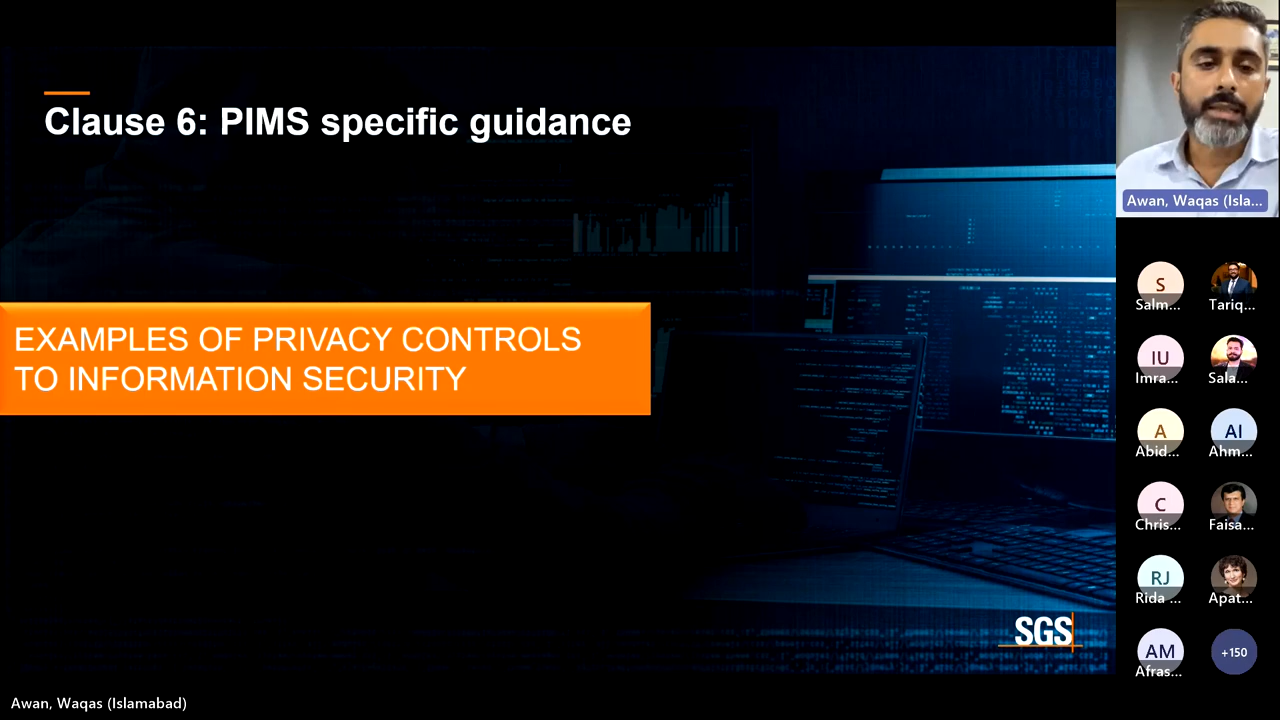 Clause 6: PIMS specific guidance
EXAMPLES OF PRIVACY CONTROLS
TO INFORMATION SECURITY
SGS
Awan, Waqas (Isla...
S
Salm...
Tariq...
IU
Imra...
Sala...
A
Abid...
AI
Ahm...
C
Chris...
Faisa...
RJ
Rida ...
Apat...
AM
Afras...
+150
Awan, Waqas (Islamabad)